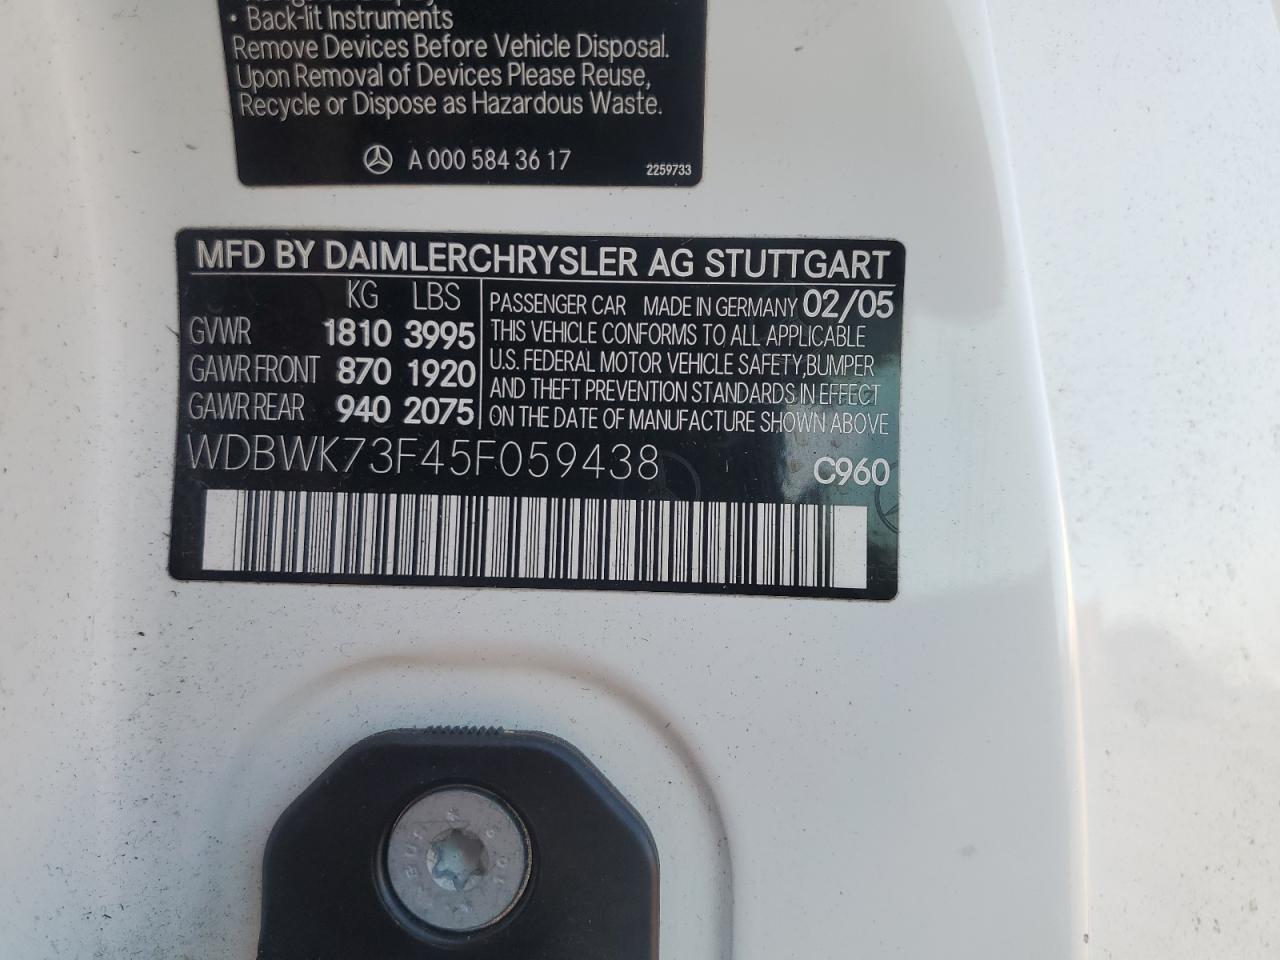 • Back-lit Instruments
Remove Devices Before Vehicle Disposal.
Upon Removal of Devices Please Reuse,
Recycle or Dispose as Hazardous Waste.
A 000 584 36 17
2259733
MFD BY DAIMLERCHRYSLER AG STUTTGART
KG LBS
GVWR 1810 3995
GAWR FRONT 870 1920
GAWR REAR 940 2075
PASSENGER CAR MADE IN GERMANY 02/05
THIS VEHICLE CONFORMS TO ALL APPLICABLE
U.S. FEDERAL MOTOR VEHICLE SAFETY,BUMPER
AND THEFT PREVENTION STANDARDS IN EFFECT
ON THE DATE OF MANUFACTURE SHOWN ABOVE
WDBWK73F45F059438
C960